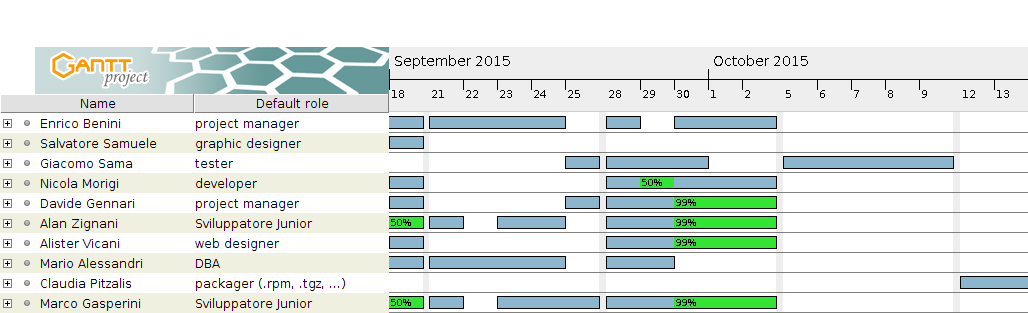 GANTT
project
September 2015 October 2015
18 21 22 23 24 25 28 29 30 1 2 5 6 7 8 9 12 13
Name Default role
Enrico Benini project manager
Salvatore Samuele graphic designer
Giacomo Sama tester
Nicola Morigi developer 50%
Davide Gennari project manager 99%
Alan Zignani Sviluppatore Junior 50% 99%
Alister Vicani web designer 99%
Mario Alessandri DBA
Claudia Pitzalis packager (.rpm, .tgz, ...)
Marco Gasperini Sviluppatore Junior 50% 99%